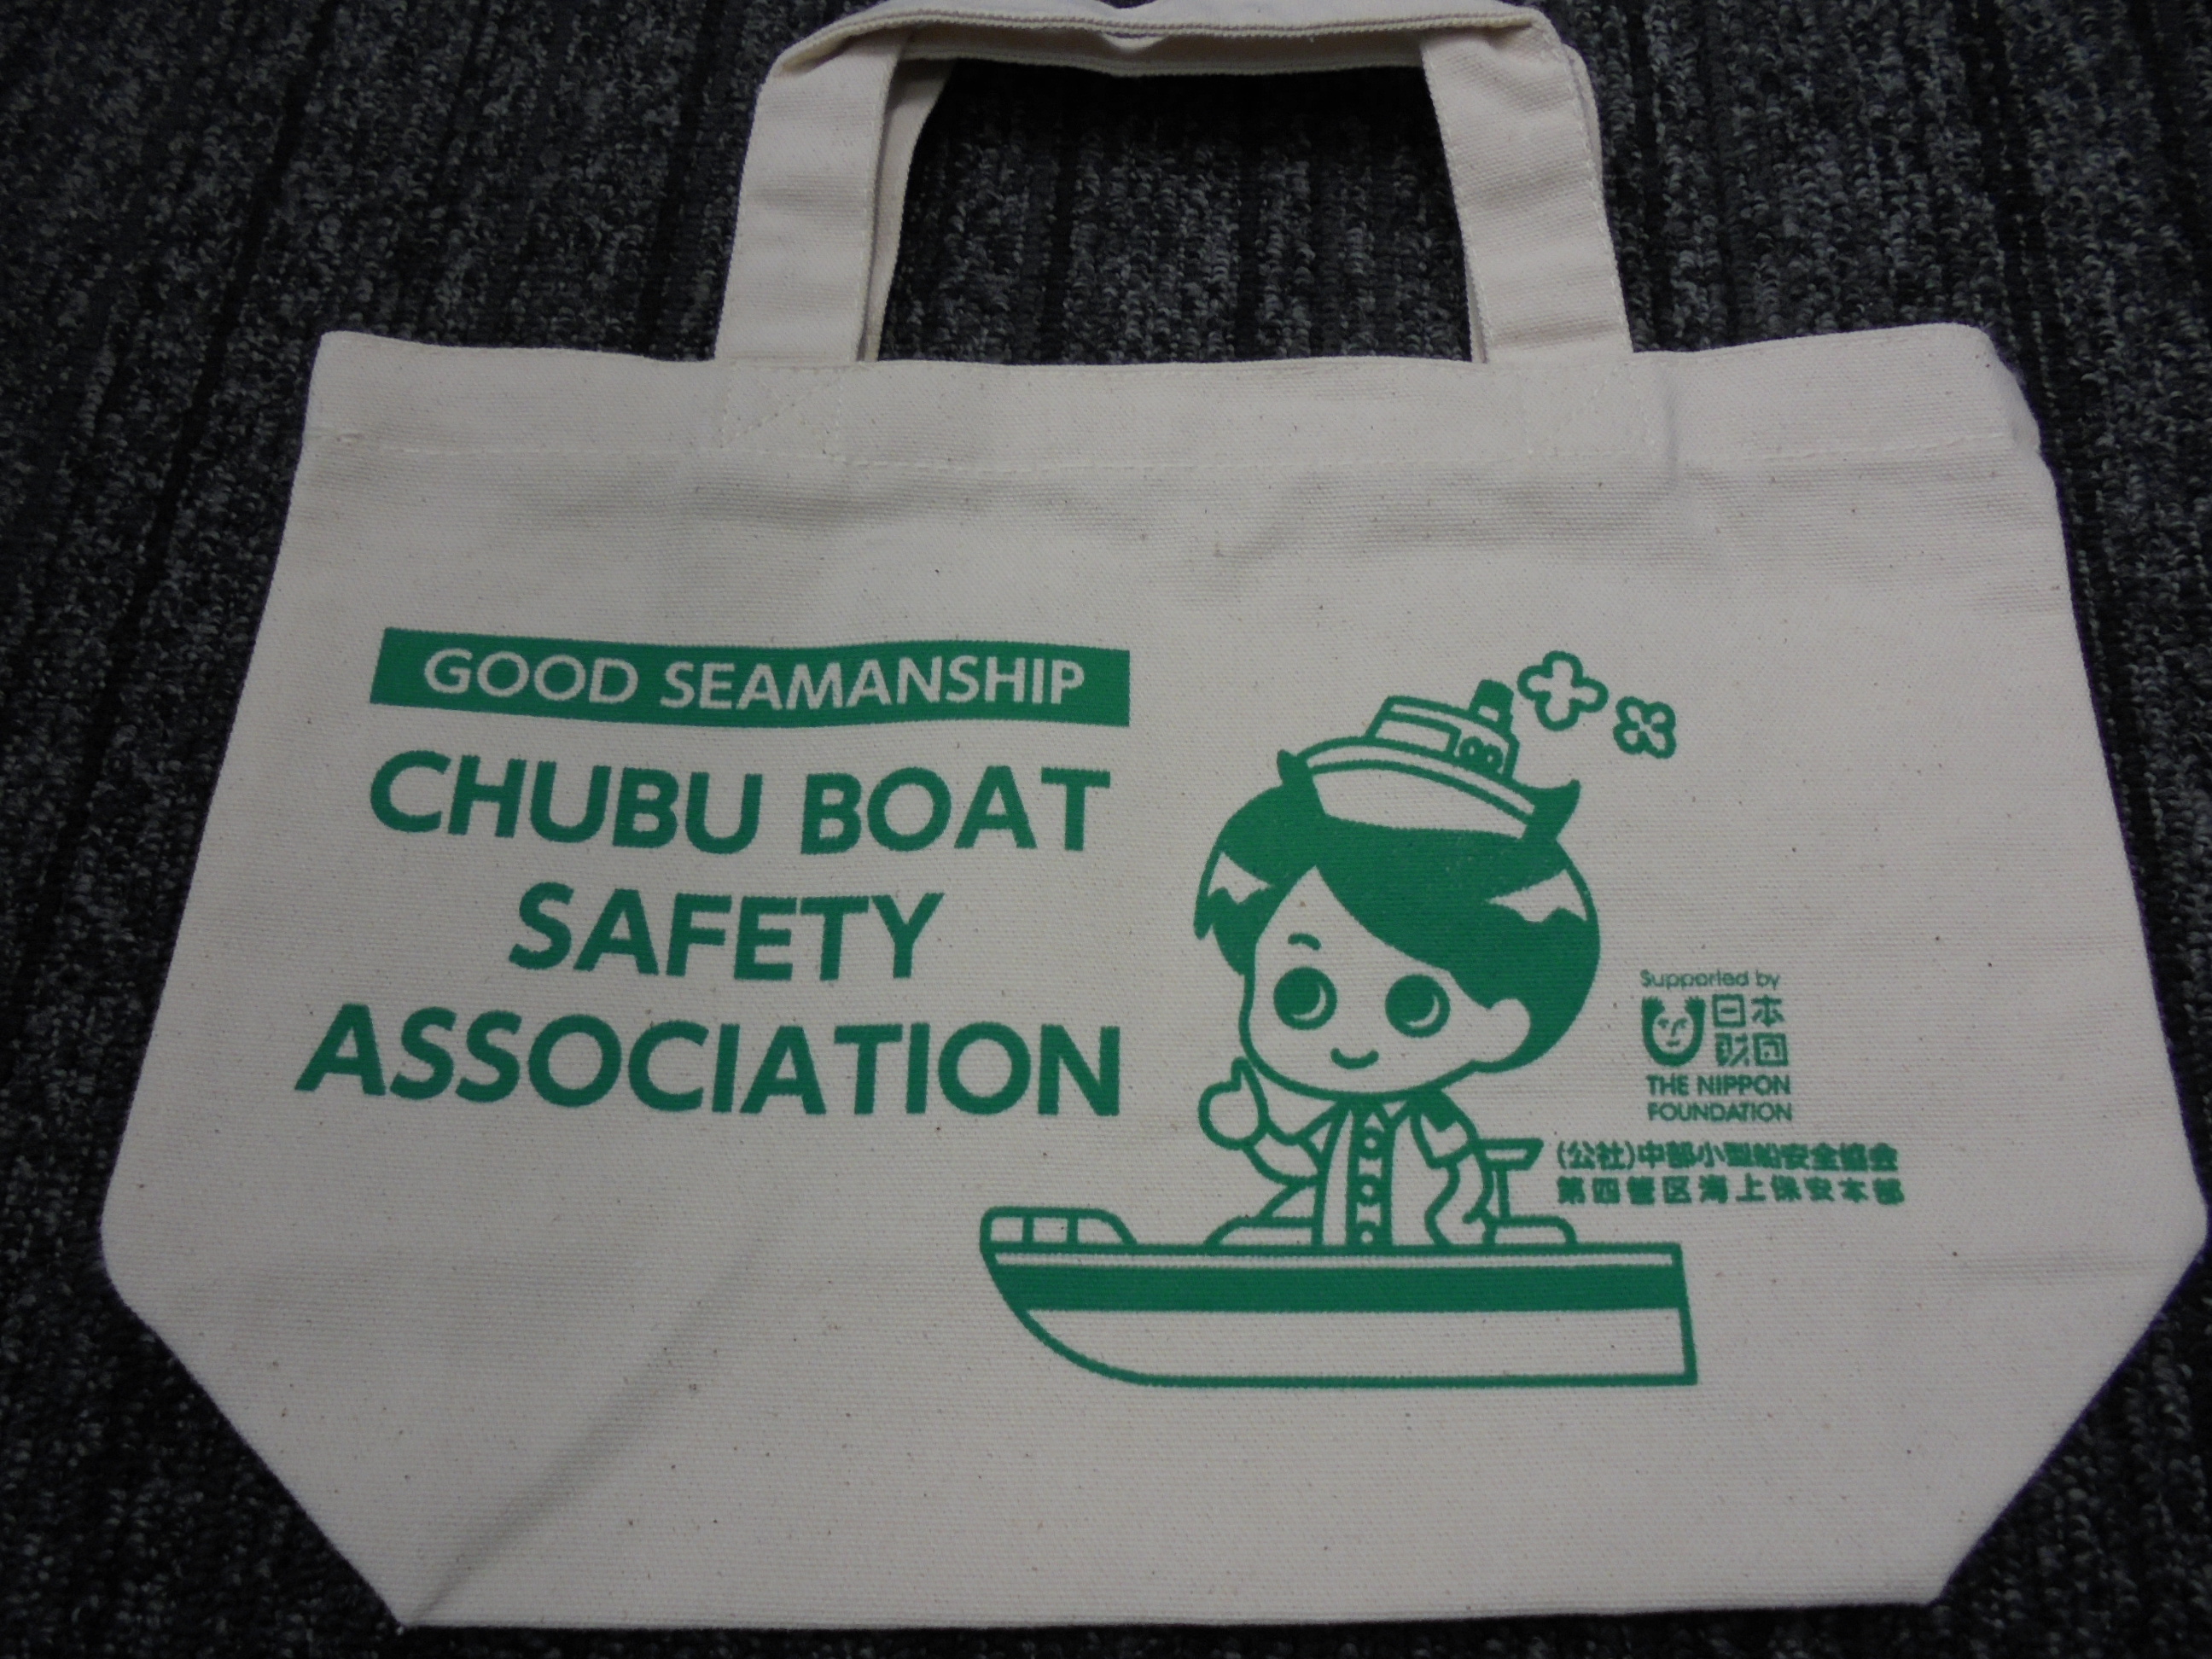 GOOD SEAMANSHIP
CHUBU BOAT
SAFETY
ASSOCIATION
Supported by
日本
財団
THE NIPPON
FOUNDATION
(公社)中部小型船安全協会
第四管区海上保安本部